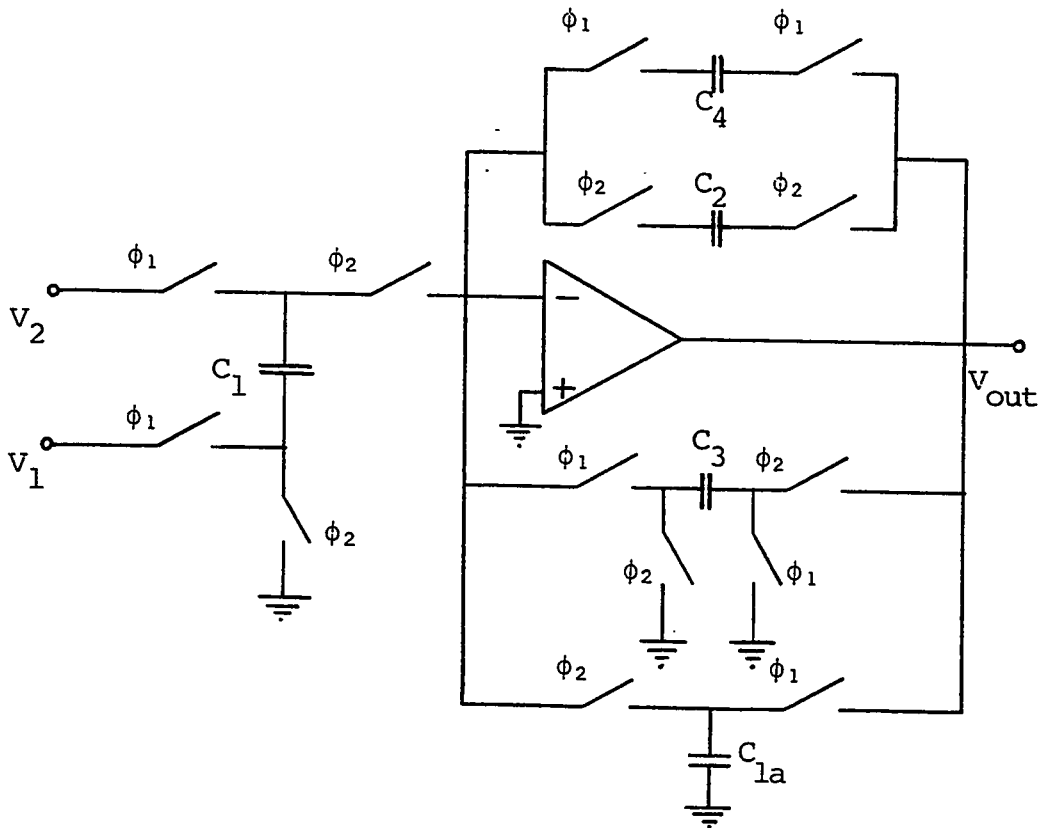 ϕ₁ ϕ₁
C₄
ϕ₂ C₂ ϕ₂
ϕ₁ ϕ₂
V₂
−
C₁
+
V_out
ϕ₁
V₁
ϕ₁ C₃ ϕ₂
ϕ₂
ϕ₂ ϕ₁
ϕ₂ ϕ₁
C₁ₐ